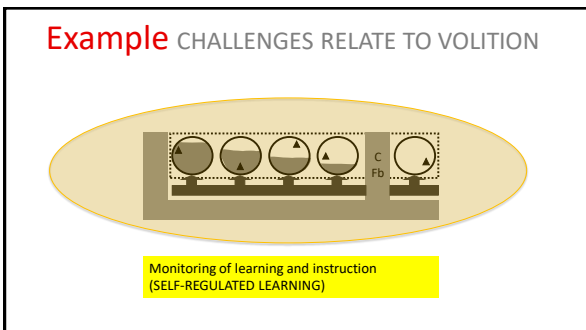 Example CHALLENGES RELATE TO VOLITION
C
Fb
Monitoring of learning and instruction
(SELF-REGULATED LEARNING)